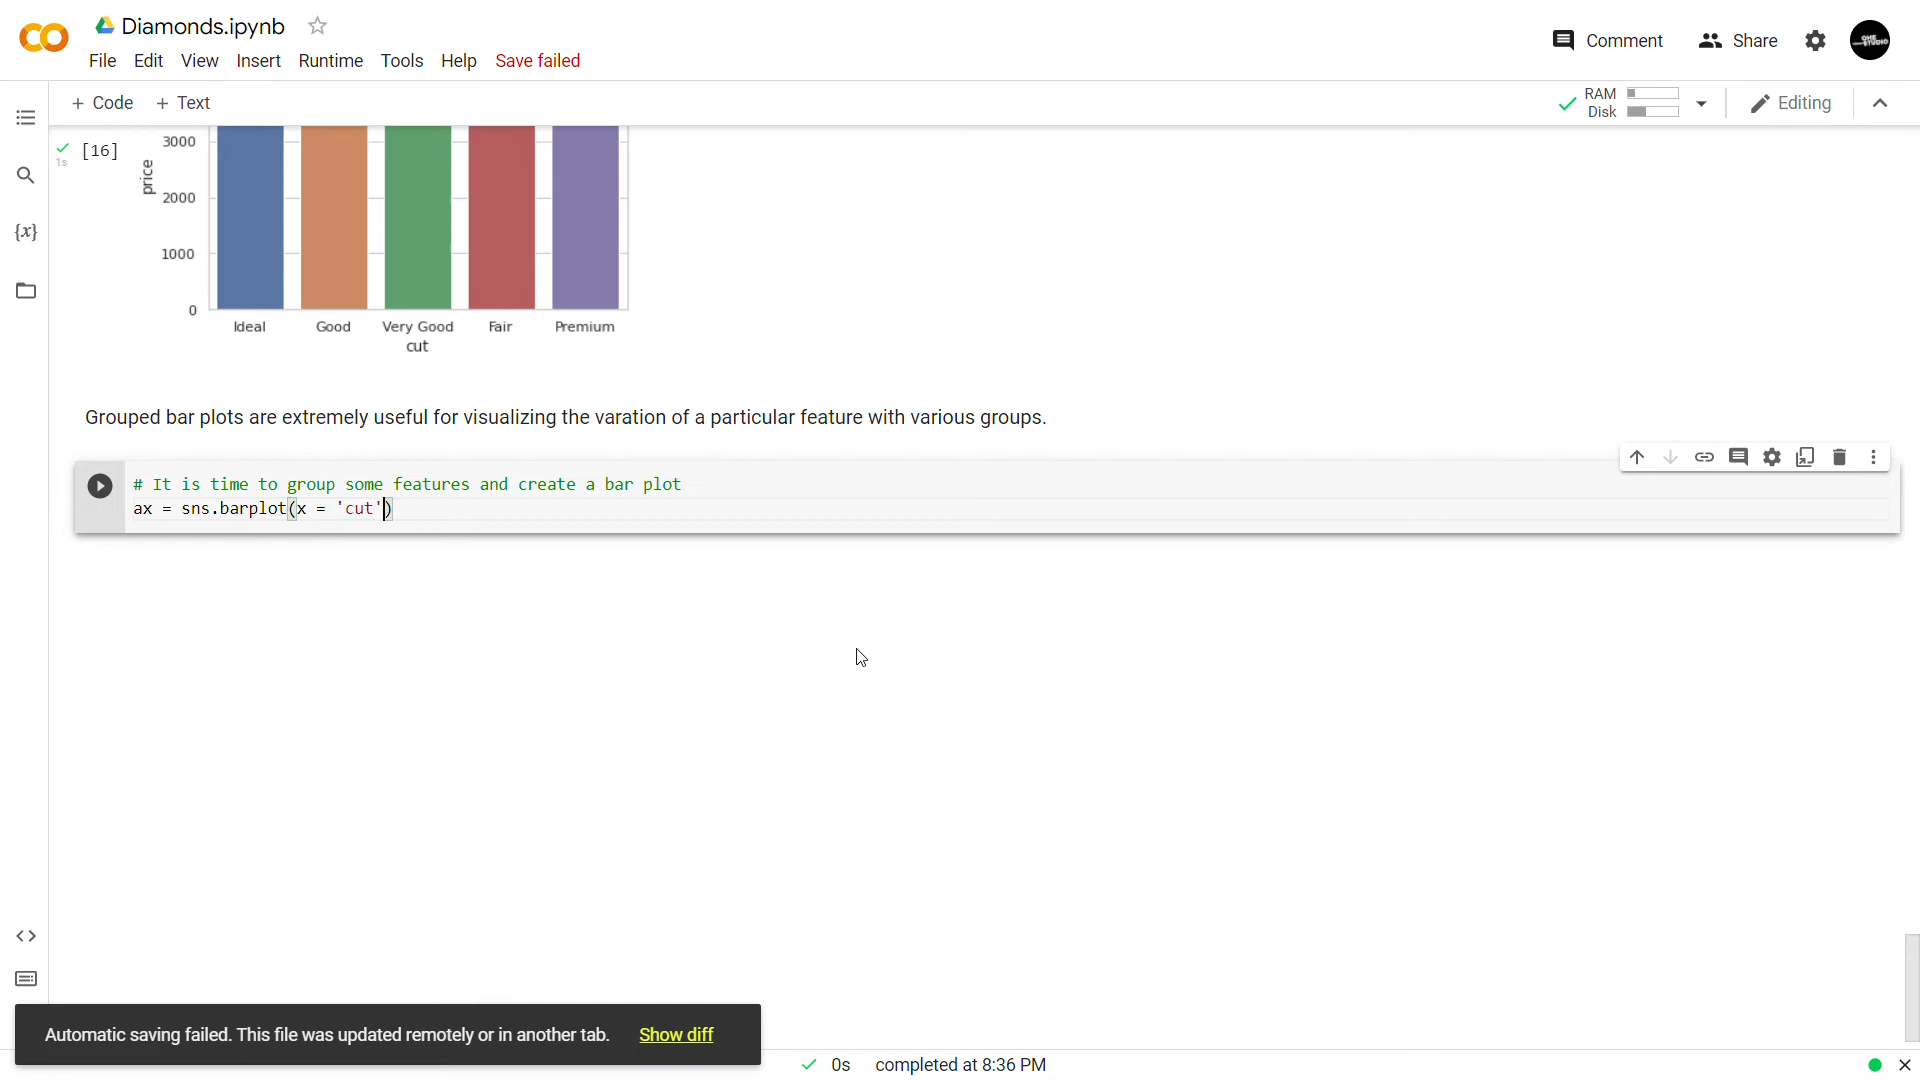 Diamonds.ipynb
File Edit View Insert Runtime Tools Help Save failed
Comment Share
+ Code + Text
RAM
Disk
Editing
[16]
1s
3000
2000
1000
0
price
Ideal Good Very Good Fair Premium
cut
Grouped bar plots are extremely useful for visualizing the varation of a particular feature with various groups.
# It is time to group some features and create a bar plot
ax = sns.barplot(x = 'cut')
{x}
Automatic saving failed. This file was updated remotely or in another tab. Show diff
0s completed at 8:36 PM